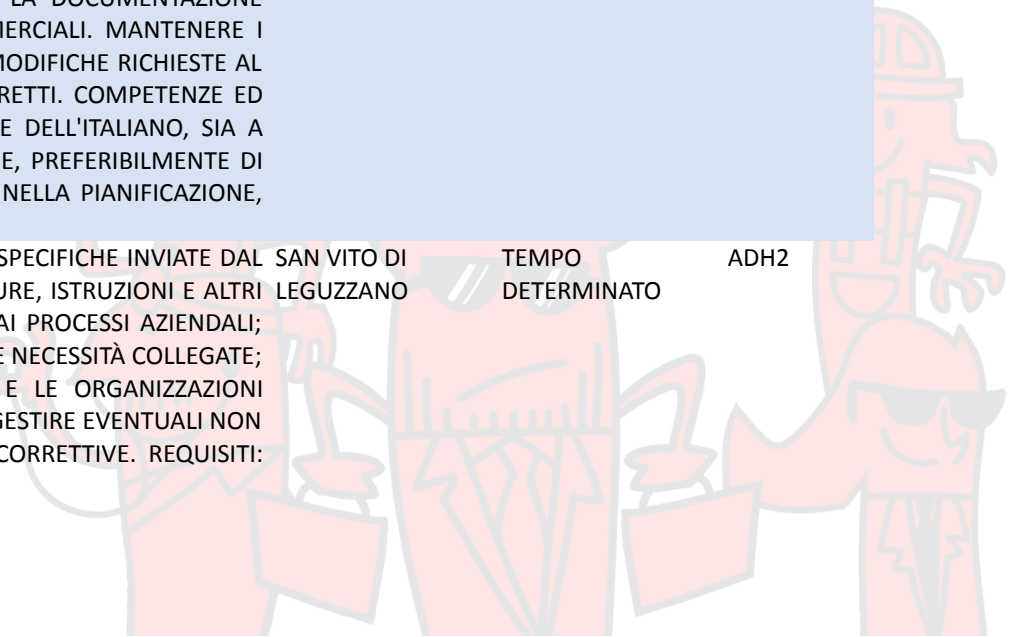 LA DOCUMENTAZIONE
MERCIALI. MANTENERE I
MODIFICHE RICHIESTE AL
RETTI. COMPETENZE ED
E DELL'ITALIANO, SIA A
E, PREFERIBILMENTE DI
NELLA PIANIFICAZIONE,
SPECIFICHE INVIATE DAL SAN VITO DI TEMPO ADH2
URE, ISTRUZIONI E ALTRI LEGUZZANO DETERMINATO
AI PROCESSI AZIENDALI;
E NECESSITÀ COLLEGATE;
E LE ORGANIZZAZIONI
GESTIRE EVENTUALI NON
CORRETTIVE. REQUISITI: